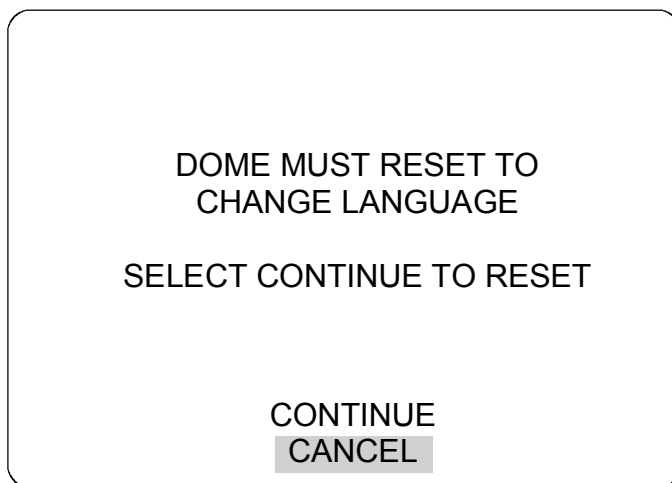 DOME MUST RESET TO
CHANGE LANGUAGE
SELECT CONTINUE TO RESET
CONTINUE
CANCEL